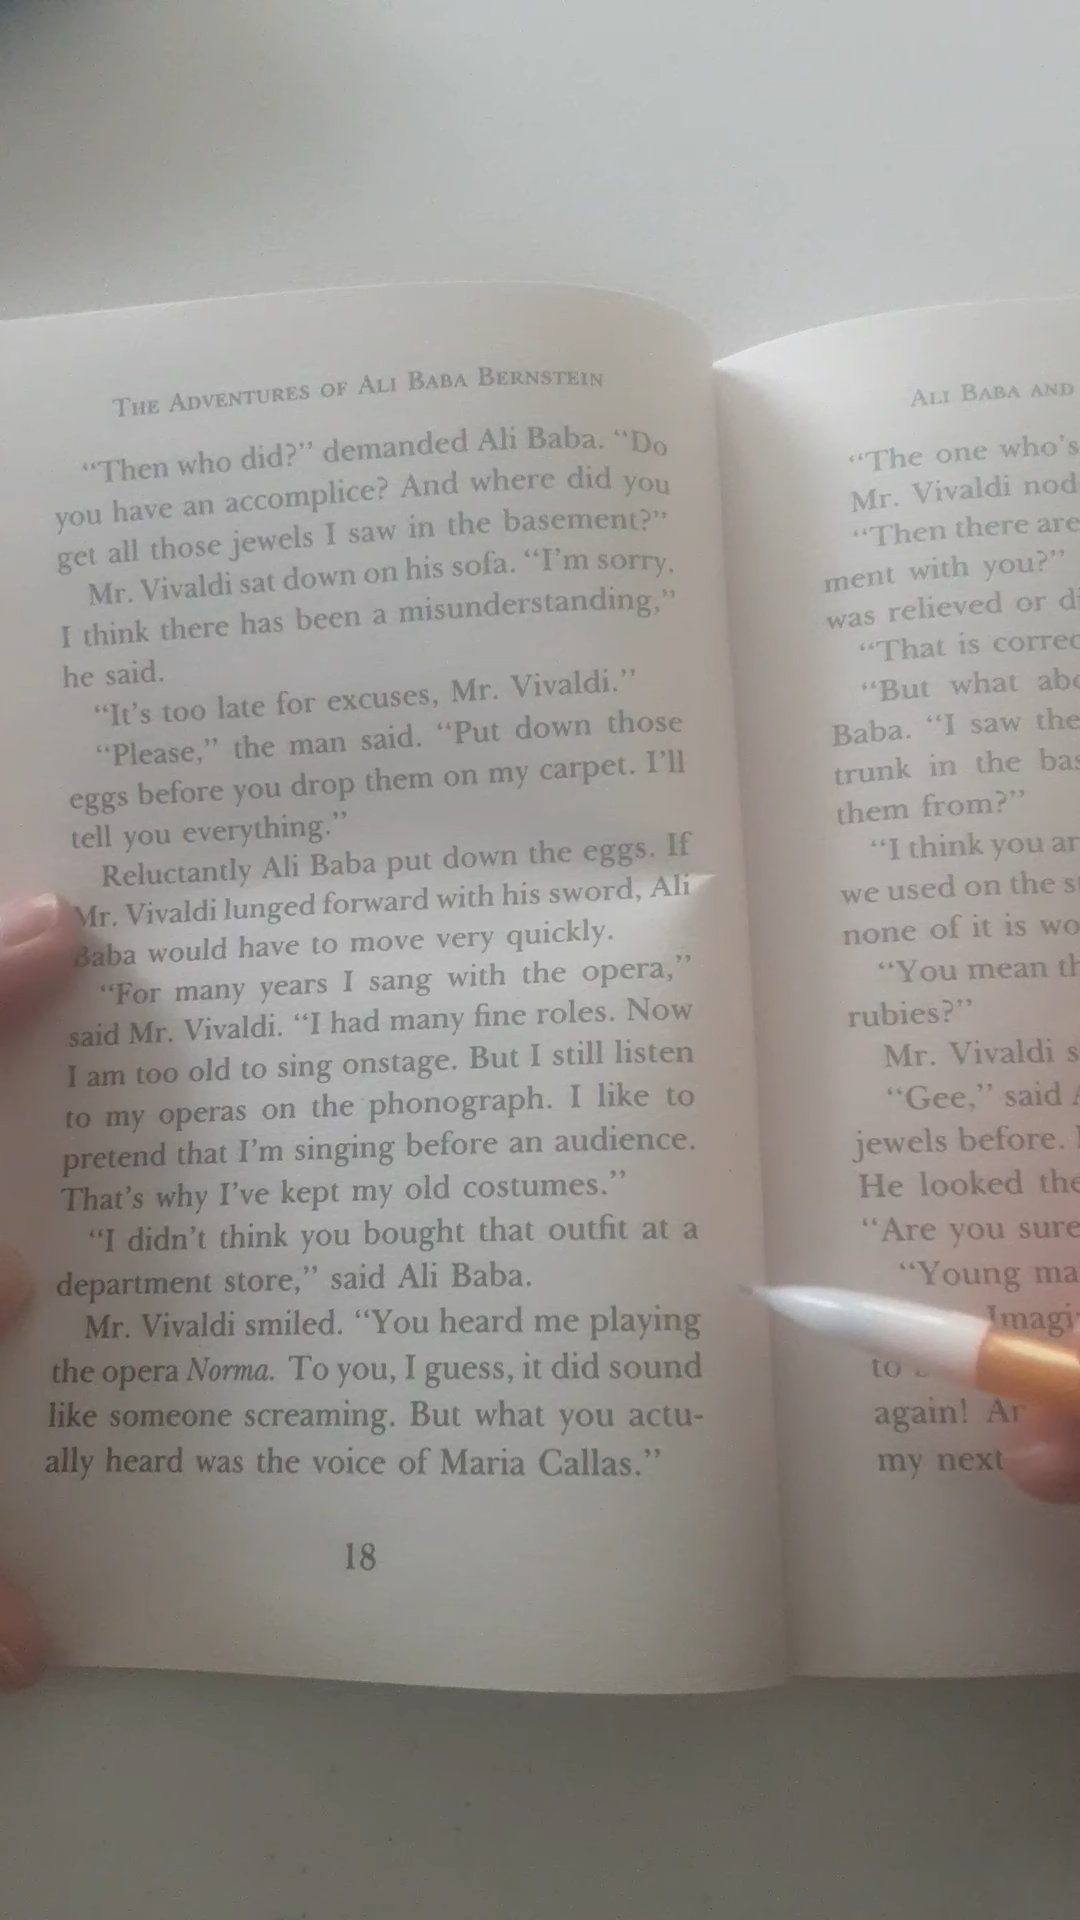 THE ADVENTURES OF ALI BABA BERNSTEIN
“Then who did?” demanded Ali Baba. “Do
you have an accomplice? And where did you
get all those jewels I saw in the basement?”
Mr. Vivaldi sat down on his sofa. “I’m sorry.
I think there has been a misunderstanding,”
he said.
“It’s too late for excuses, Mr. Vivaldi.”
“Please,” the man said. “Put down those
eggs before you drop them on my carpet. I’ll
tell you everything.”
Reluctantly Ali Baba put down the eggs. If
Mr. Vivaldi lunged forward with his sword, Ali
Baba would have to move very quickly.
“For many years I sang with the opera,”
said Mr. Vivaldi. “I had many fine roles. Now
I am too old to sing onstage. But I still listen
to my operas on the phonograph. I like to
pretend that I’m singing before an audience.
That’s why I’ve kept my old costumes.”
“I didn’t think you bought that outfit at a
department store,” said Ali Baba.
Mr. Vivaldi smiled. “You heard me playing
the opera Norma. To you, I guess, it did sound
like someone screaming. But what you actu-
ally heard was the voice of Maria Callas.”
18
ALI BABA AND
“The one who’s
Mr. Vivaldi nod
“Then there are
ment with you?”
was relieved or
“That is
“But what
Baba. “I saw the
trunk in the
them from?”
“I think you
we used on the
none of it is
“You mean
rubies?”
Mr. Vivaldi
“Gee,” said
jewels before.
He looked
“Are you sure
“Young
to
again!
my next